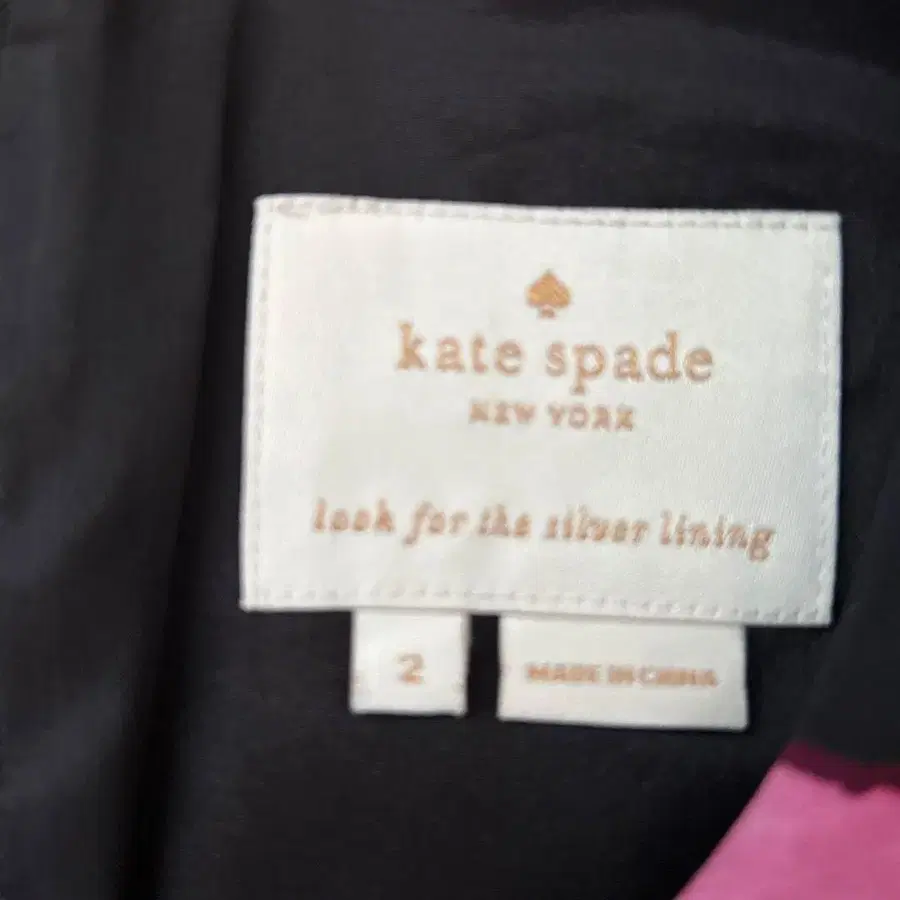 kate spade
NEW YORK
look for the silver lining
2
MADE IN CHINA